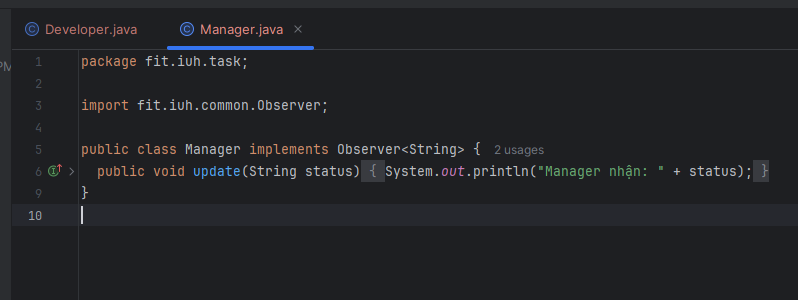 Developer.java
Manager.java
1 package fit.iuh.task;
2
3 import fit.iuh.common.Observer;
4
5 public class Manager implements Observer<String> { 2 usages
6 public void update(String status) { System.out.println("Manager nhận: " + status); }
9 }
10